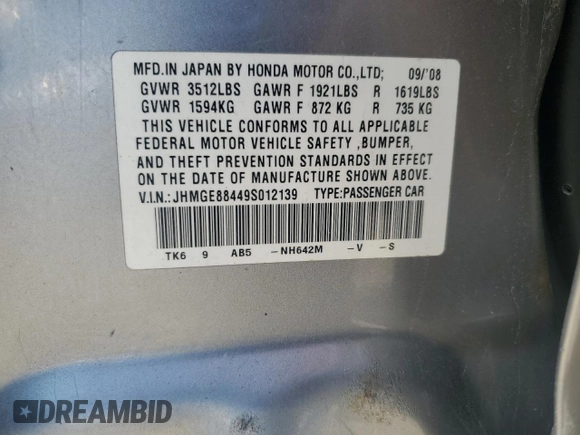 MFD.IN JAPAN BY HONDA MOTOR CO.,LTD; 09/'08
GVWR 3512LBS GAWR F 1921LBS R 1619LBS
GVWR 1594KG GAWR F 872 KG R 735 KG
THIS VEHICLE CONFORMS TO ALL APPLICABLE
FEDERAL MOTOR VEHICLE SAFETY ,BUMPER,
AND THEFT PREVENTION STANDARDS IN EFFECT
ON THE DATE OF MANUFACTURE SHOWN ABOVE.
V.I.N.:JHMGE88449S012139 TYPE:PASSENGER CAR
TK6 9 AB5 -NH642M -V -S
DREAMBID